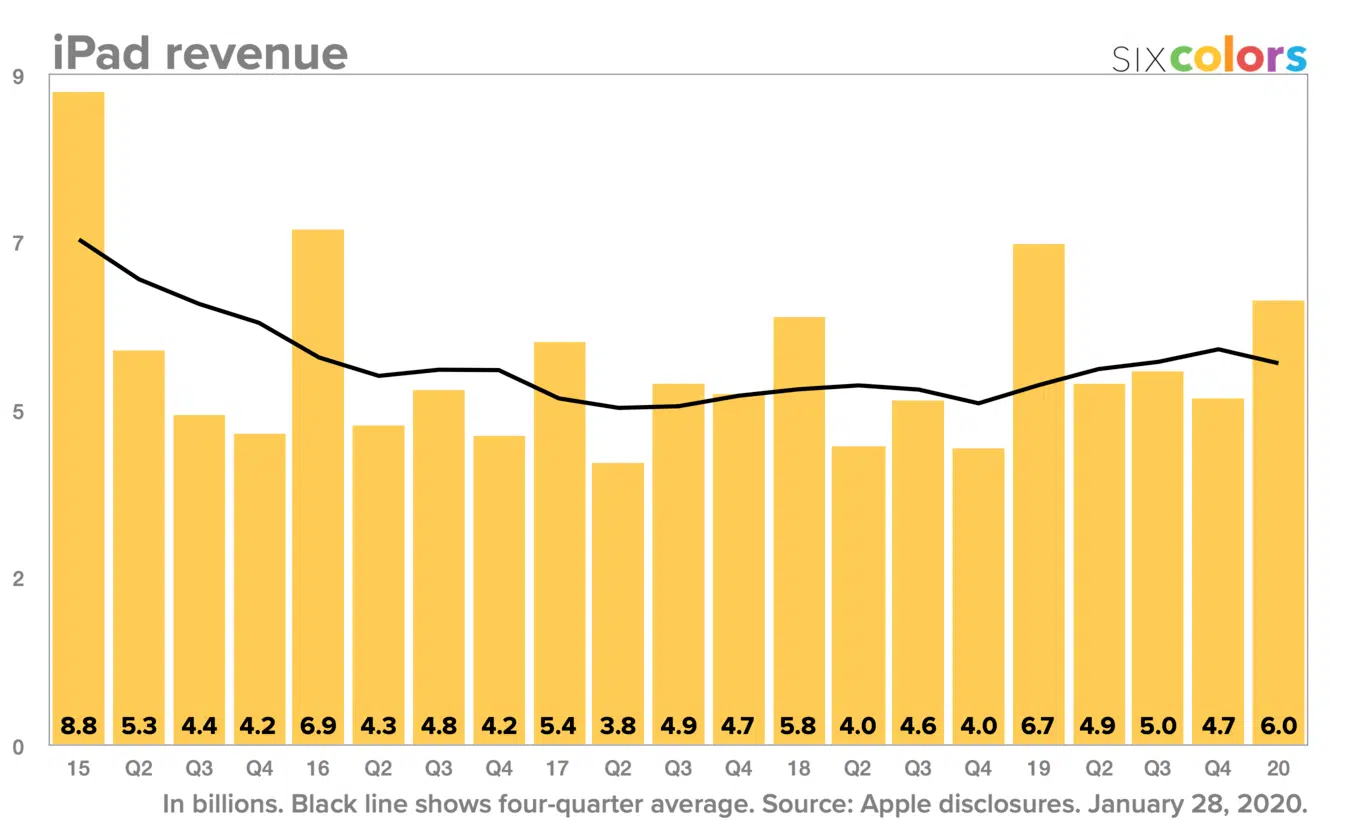 iPad revenue
SIXcolors
9
7
5
2
0
8.8 5.3 4.4 4.2 6.9 4.3 4.8 4.2 5.4 3.8 4.9 4.7 5.8 4.0 4.6 4.0 6.7 4.9 5.0 4.7 6.0
15 Q2 Q3 Q4 16 Q2 Q3 Q4 17 Q2 Q3 Q4 18 Q2 Q3 Q4 19 Q2 Q3 Q4 20
In billions. Black line shows four-quarter average. Source: Apple disclosures. January 28, 2020.